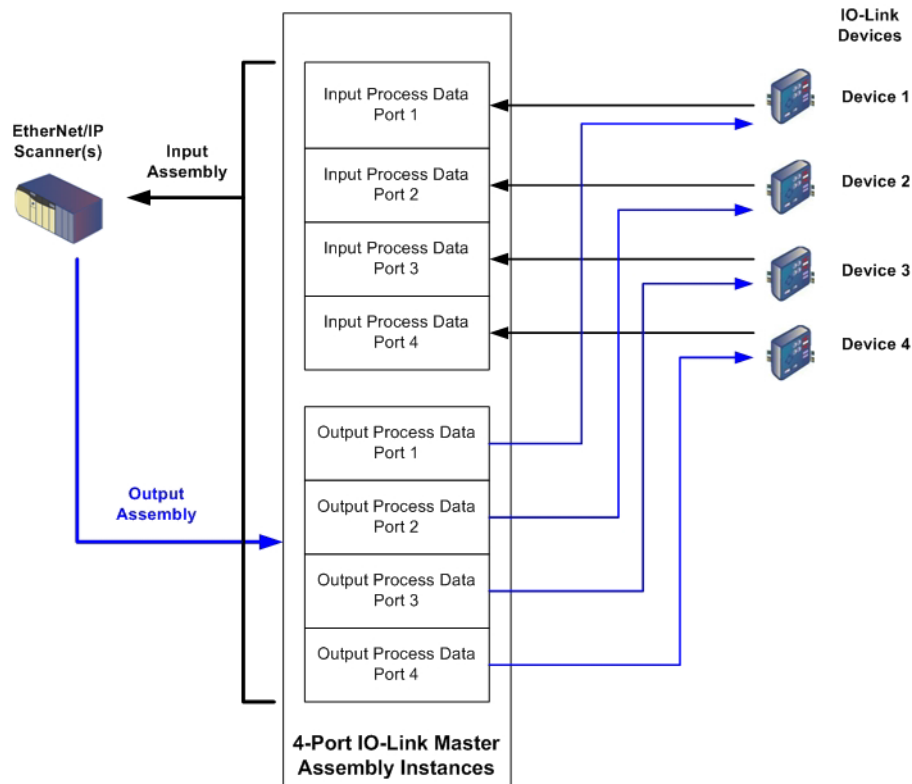 IO-Link
Devices
Input Process Data
Port 1
Device 1
EtherNet/IP
Scanner(s)
Input
Assembly
Input Process Data
Port 2
Device 2
Input Process Data
Port 3
Device 3
Input Process Data
Port 4
Device 4
Output Process Data
Port 1
Output
Assembly
Output Process Data
Port 2
Output Process Data
Port 3
Output Process Data
Port 4
4-Port IO-Link Master
Assembly Instances